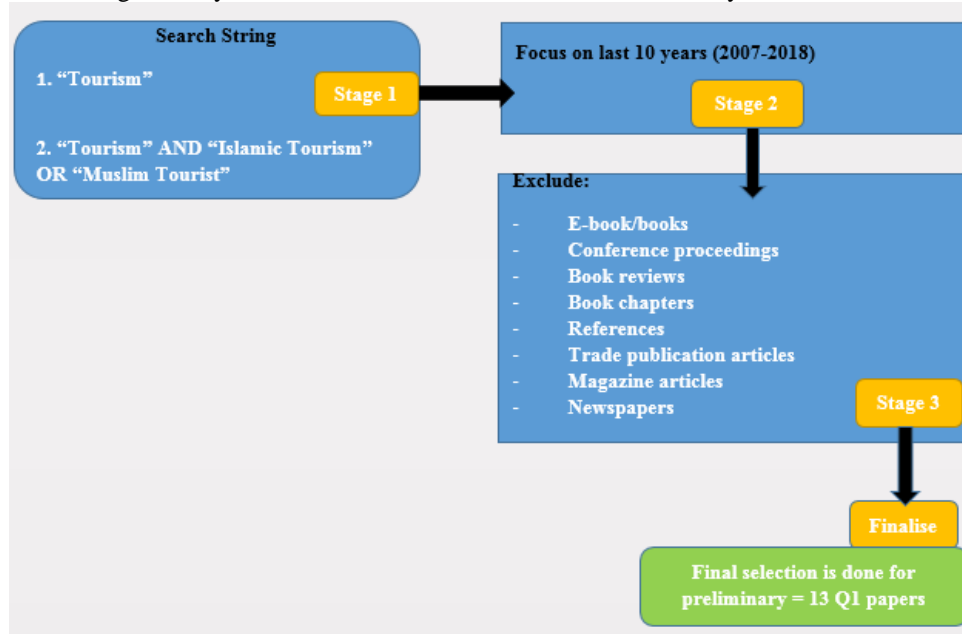 Search String
1. “Tourism”
Stage 1
2. “Tourism” AND “Islamic Tourism”
OR “Muslim Tourist”
Focus on last 10 years (2007-2018)
Stage 2
Exclude:
- E-book/books
- Conference proceedings
- Book reviews
- Book chapters
- References
- Trade publication articles
- Magazine articles
- Newspapers
Stage 3
Finalise
Final selection is done for
preliminary = 13 Q1 papers